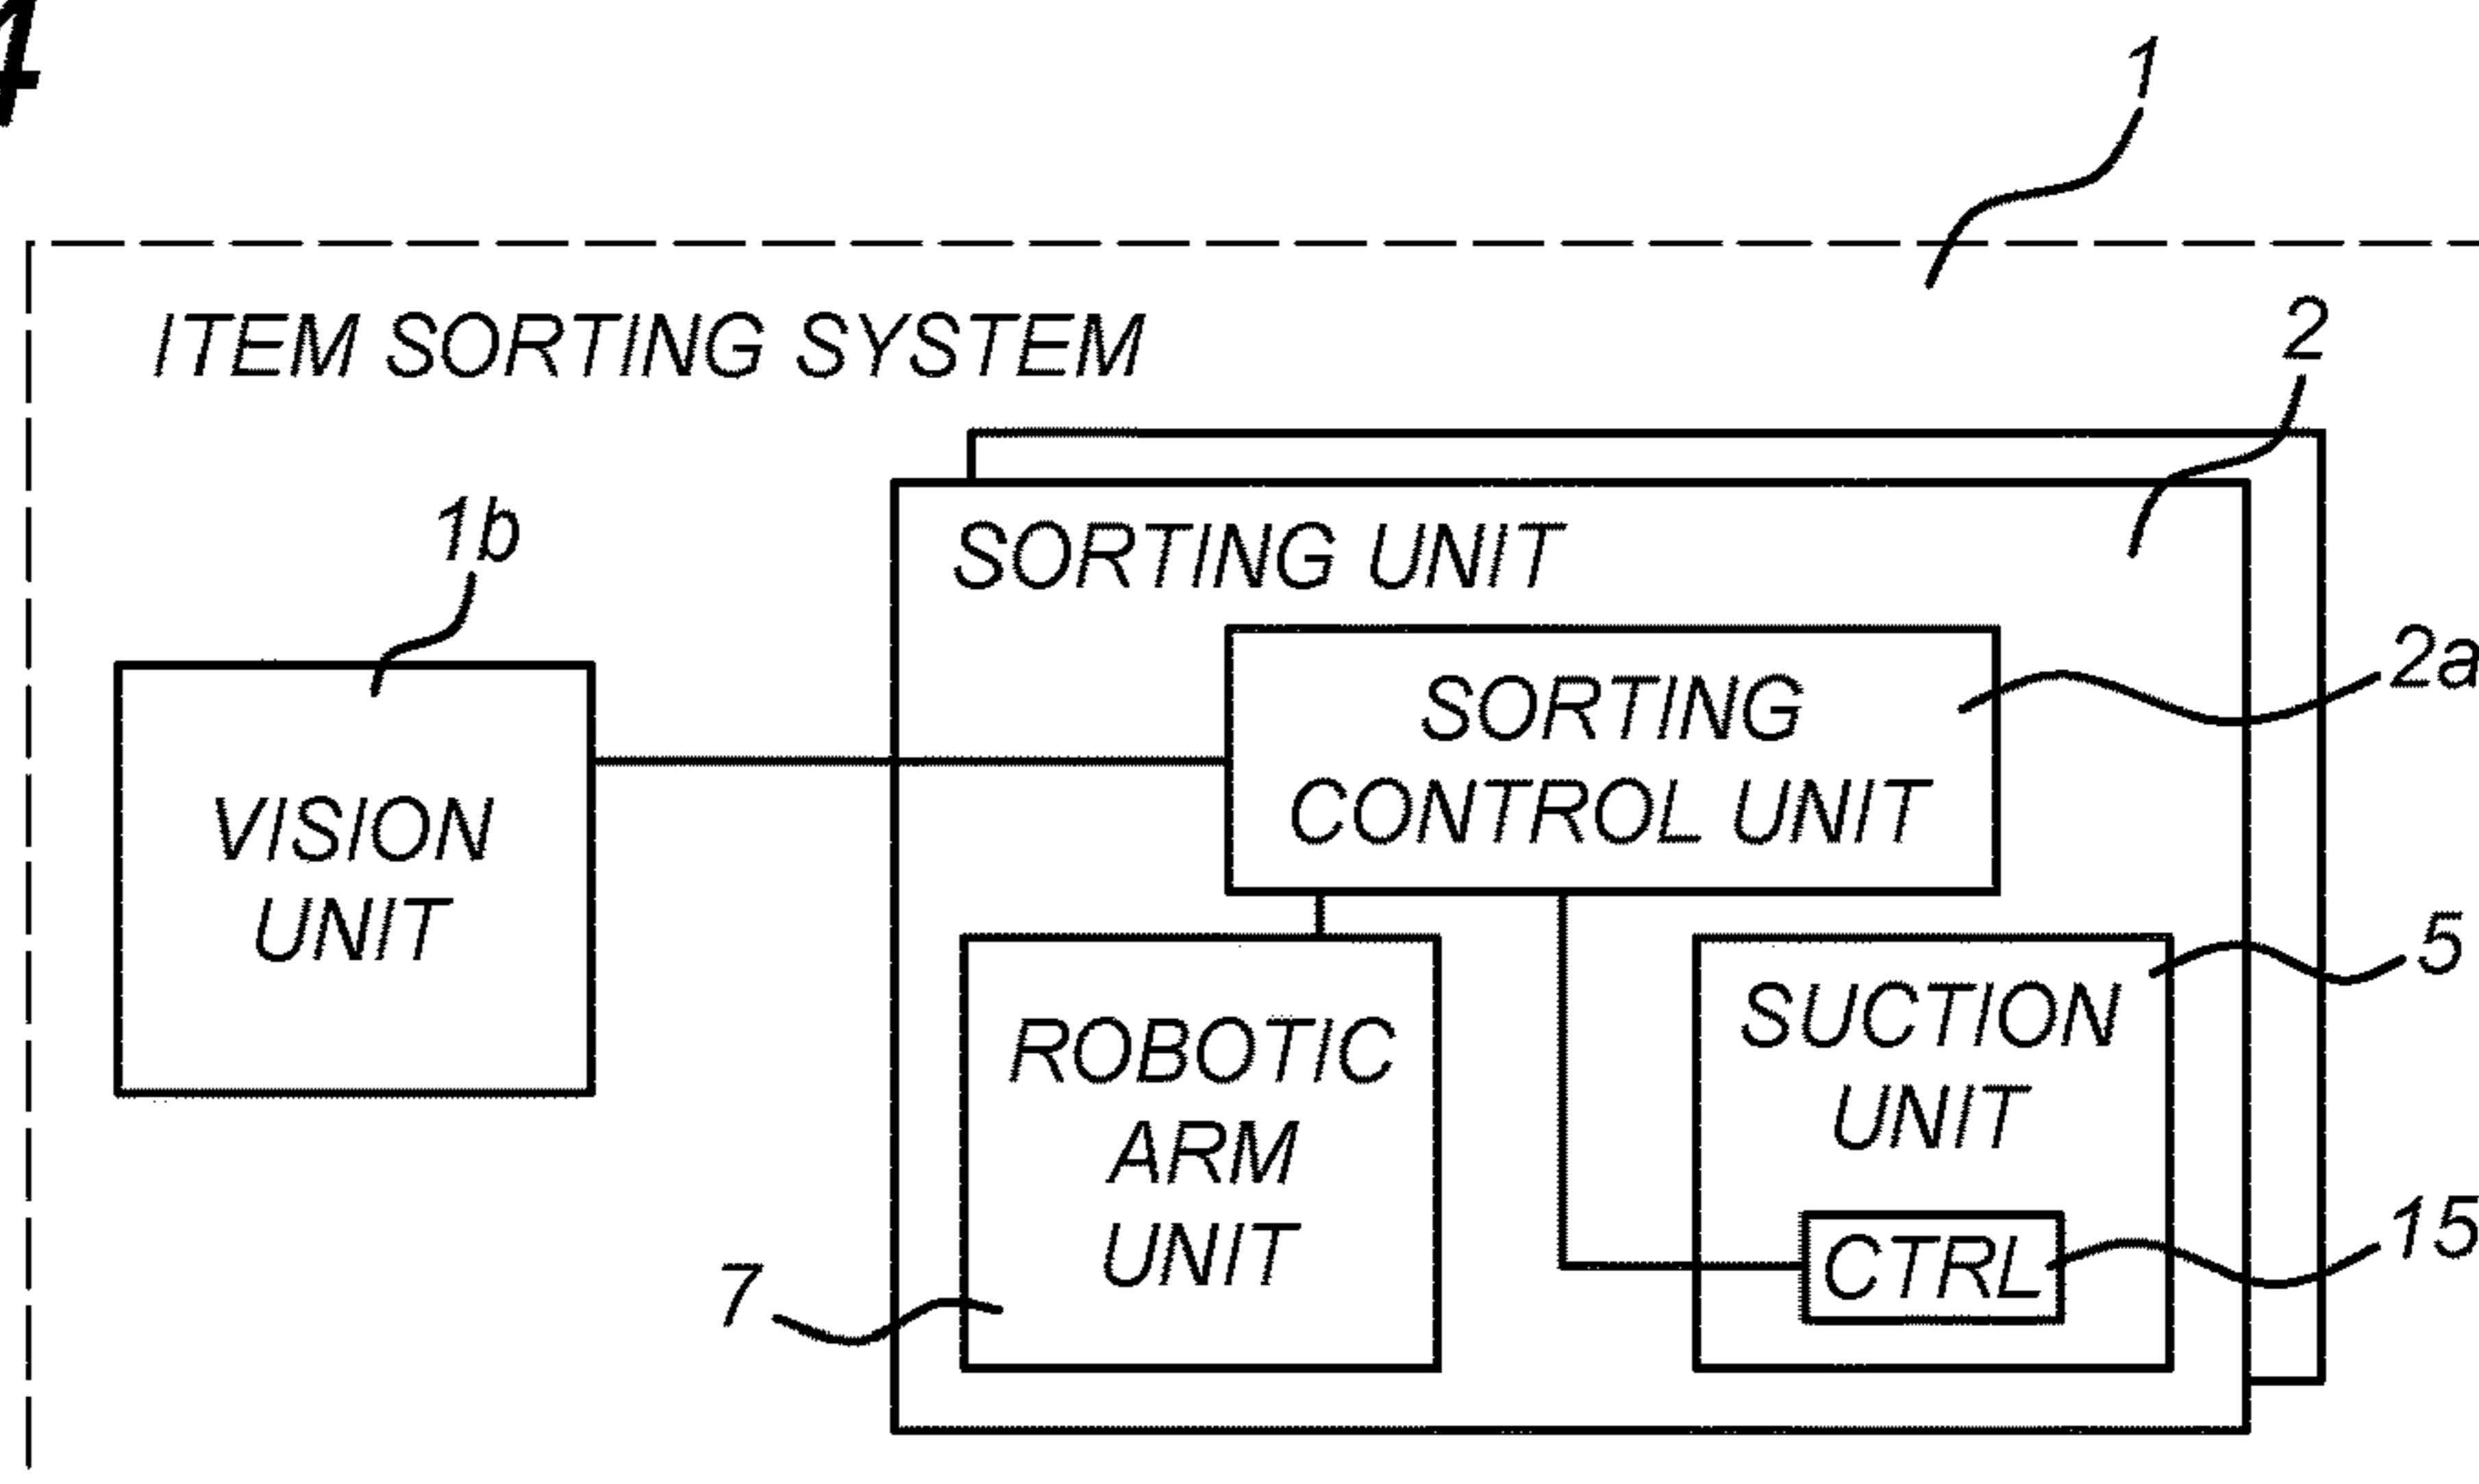 4
1
ITEM SORTING SYSTEM
2
1b
SORTING UNIT
2a
SORTING
CONTROL UNIT
VISION
UNIT
5
SUCTION
UNIT
ROBOTIC
ARM
UNIT
15
CTRL
7